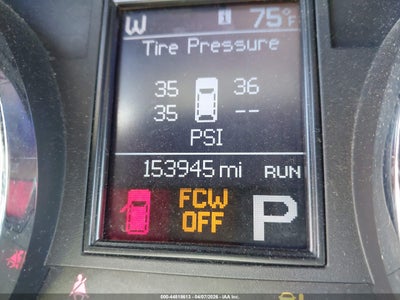 W i 75°F
Tire Pressure
35 36
35 --
PSI
153945 mi RUN
FCW
OFF P
000-44818613 - 04/07/2026 - IAA Inc.